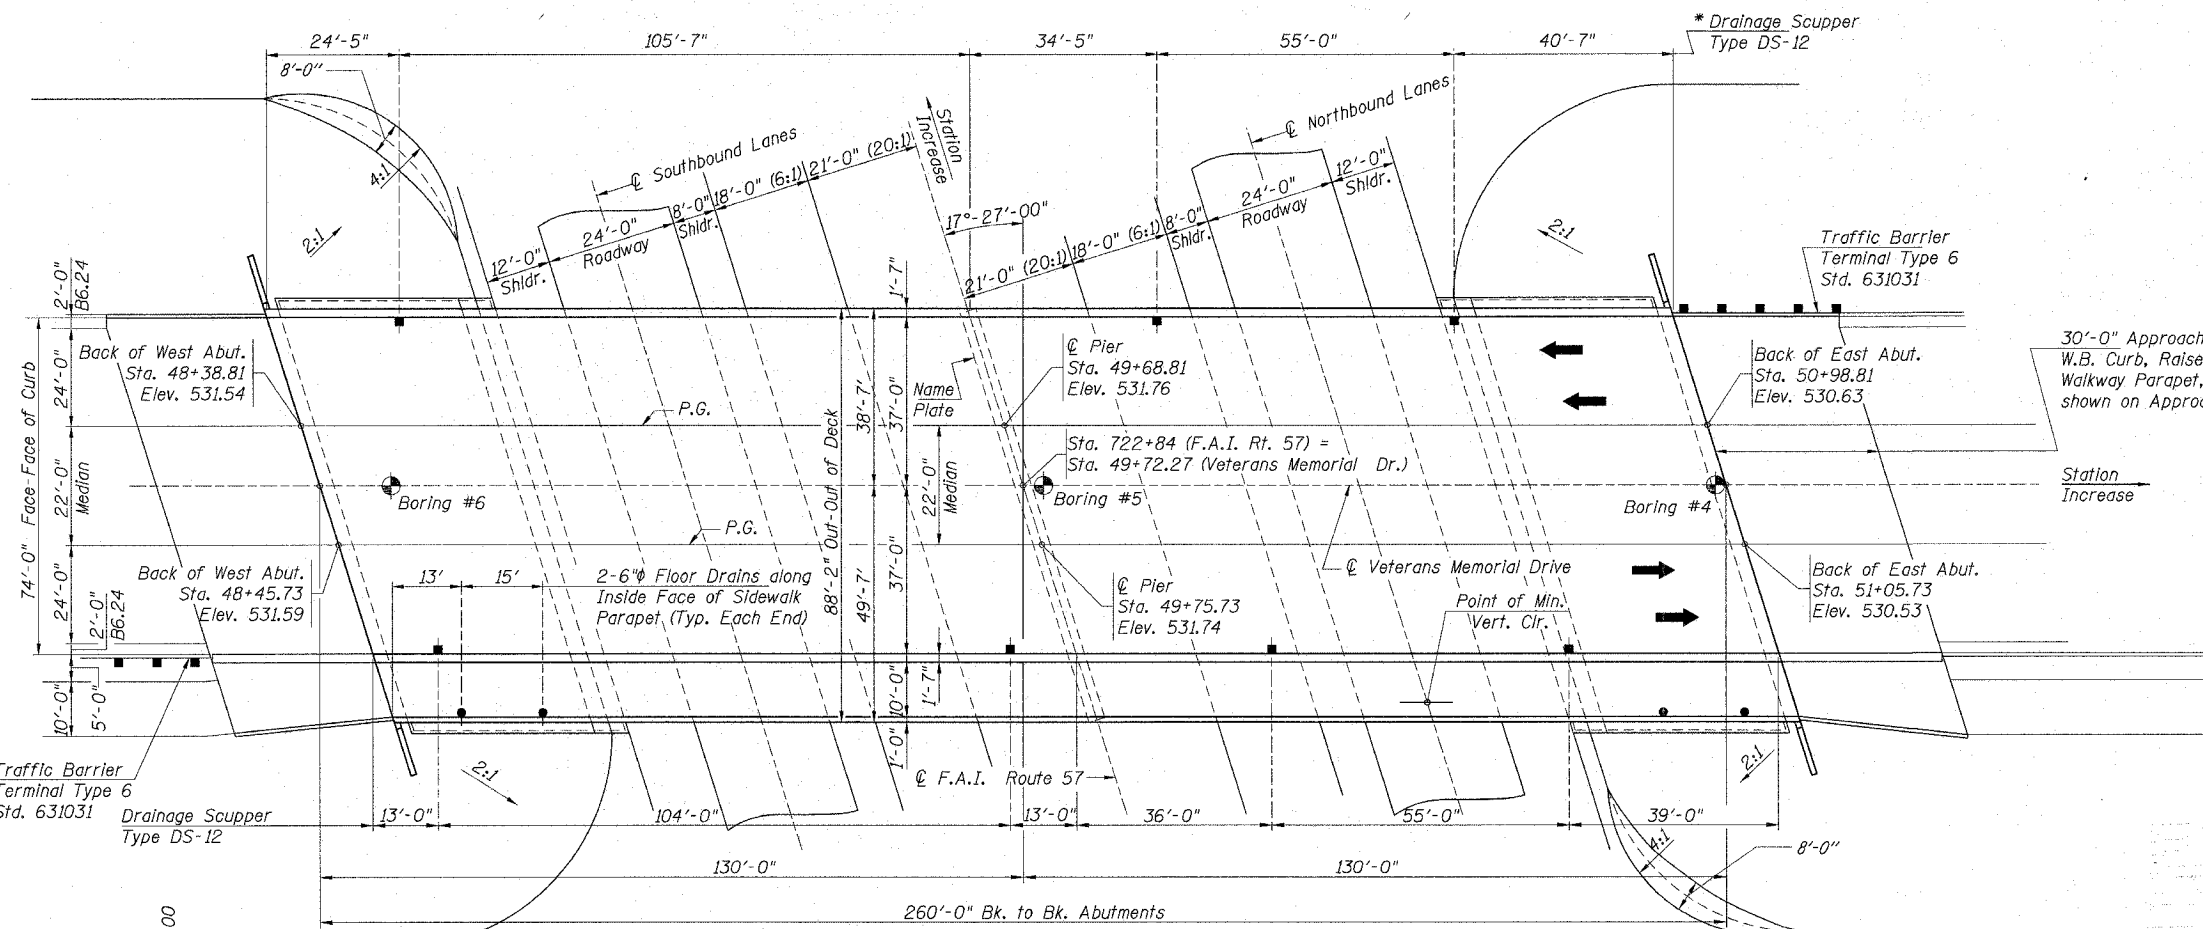 * Drainage Scupper
Type DS-12
24'-5"
105'-7"
34'-5"
55'-0"
40'-7"
8'-0"
4:1
2:1
℄ Southbound Lanes
12'-0"
Shldr.
24'-0"
Roadway
8'-0"
Shldr.
18'-0" (6:1)
21'-0" (20:1)
Station
Increase
17°-27'-00"
℄ Northbound Lanes
21'-0" (20:1)
18'-0" (6:1)
8'-0"
Shldr.
24'-0"
Roadway
12'-0"
Shldr.
2:1
Traffic Barrier
Terminal Type 6
Std. 631031
2'-0"
B6.24
1'-7"
74'-0" Face-Face of Curb
24'-0"
22'-0"
Median
24'-0"
2'-0"
B6.24
10'-0"
5'-0"
Back of West Abut.
Sta. 48+38.81
Elev. 531.54
P.G.
88'-2" Out-Out of Deck
38'-7'
49'-7'
37'-0"
37'-0"
Name
Plate
22'-0"
Median
℄ Pier
Sta. 49+68.81
Elev. 531.76
Sta. 722+84 (F.A.I. Rt. 57) =
Sta. 49+72.27 (Veterans Memorial Dr.)
Back of East Abut.
Sta. 50+98.81
Elev. 530.63
30'-0" Approach
W.B. Curb, Raise
Walkway Parapet,
shown on Approa
Station
Increase
Boring #6
Boring #5
Boring #4
P.G.
Back of West Abut.
Sta. 48+45.73
Elev. 531.59
13'
15'
2-6"φ Floor Drains along
Inside Face of Sidewalk
Parapet (Typ. Each End)
℄ Pier
Sta. 49+75.73
Elev. 531.74
℄ Veterans Memorial Drive
Point of Min.
Vert. Clr.
Back of East Abut.
Sta. 51+05.73
Elev. 530.53
10'-0"
1'-7"
1'-0"
Traffic Barrier
Terminal Type 6
Std. 631031
Drainage Scupper
Type DS-12
2:1
℄ F.A.I. Route 57
2:1
13'-0"
104'-0"
13'-0"
36'-0"
55'-0"
39'-0"
4:1
8'-0"
130'-0"
130'-0"
260'-0" Bk. to Bk. Abutments
00